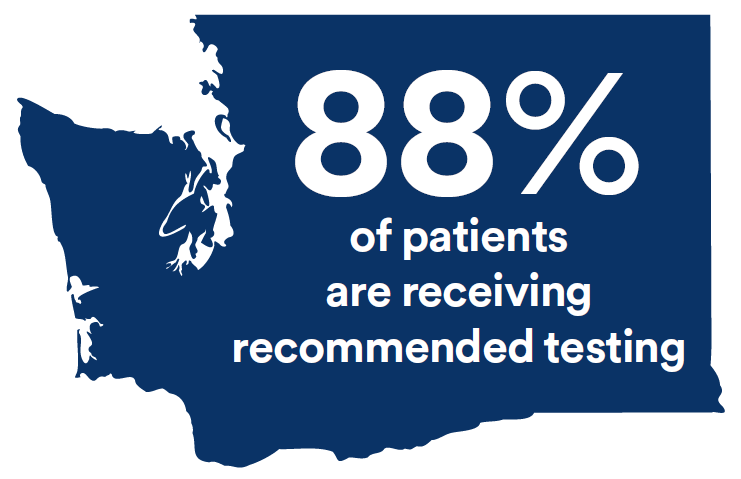 88%
of patients
are receiving
recommended testing